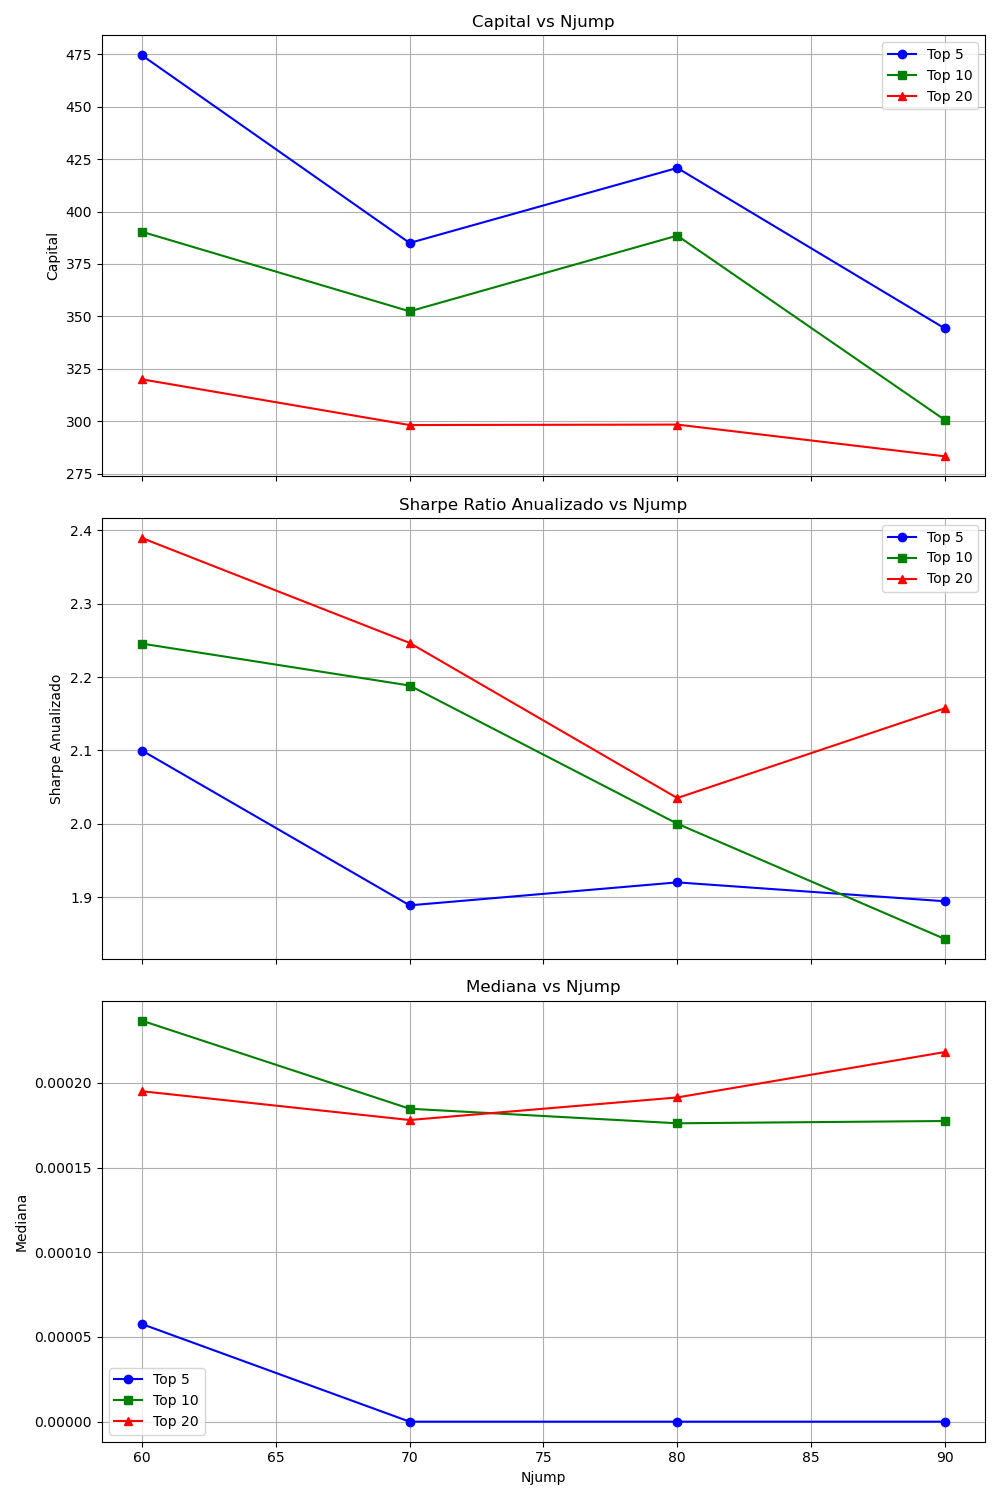 Capital vs Njump
475
450
425
400
375
350
325
300
275
Capital
Top 5
Top 10
Top 20
Sharpe Ratio Anualizado vs Njump
2.4
2.3
2.2
2.1
2.0
1.9
Sharpe Anualizado
Top 5
Top 10
Top 20
Mediana vs Njump
0.00020
0.00015
0.00010
0.00005
0.00000
Mediana
Top 5
Top 10
Top 20
60 65 70 75 80 85 90
Njump